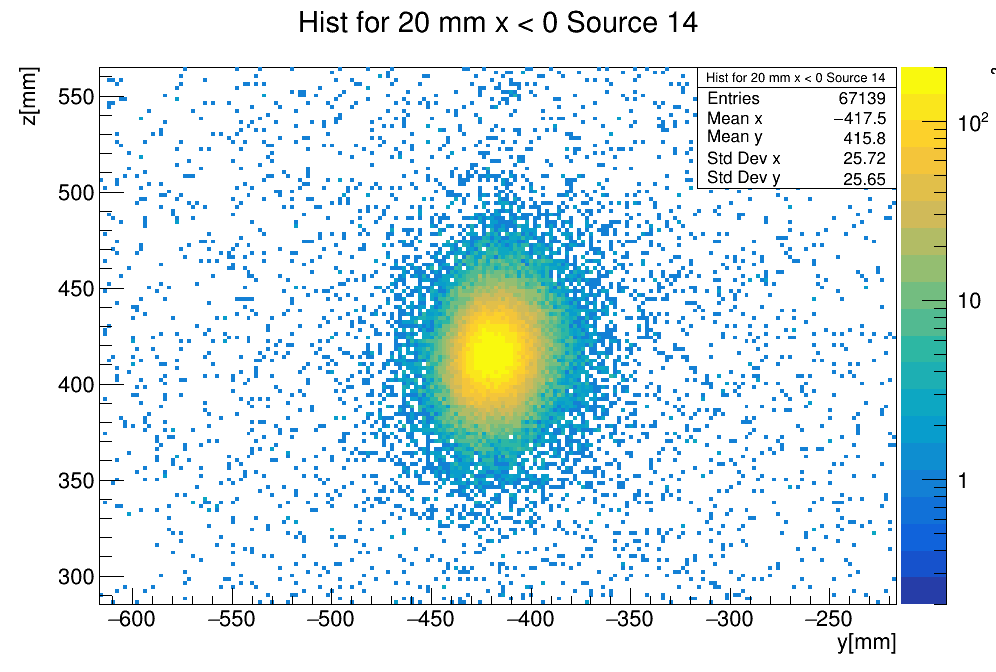 Hist for 20 mm x < 0 Source 14
z[mm]
550
500
450
400
350
300
Hist for 20 mm x < 0 Source 14
Entries 67139
Mean x −417.5
Mean y 415.8
Std Dev x 25.72
Std Dev y 25.65
10²
10
1
−600 −550 −500 −450 −400 −350 −300 −250
y[mm]